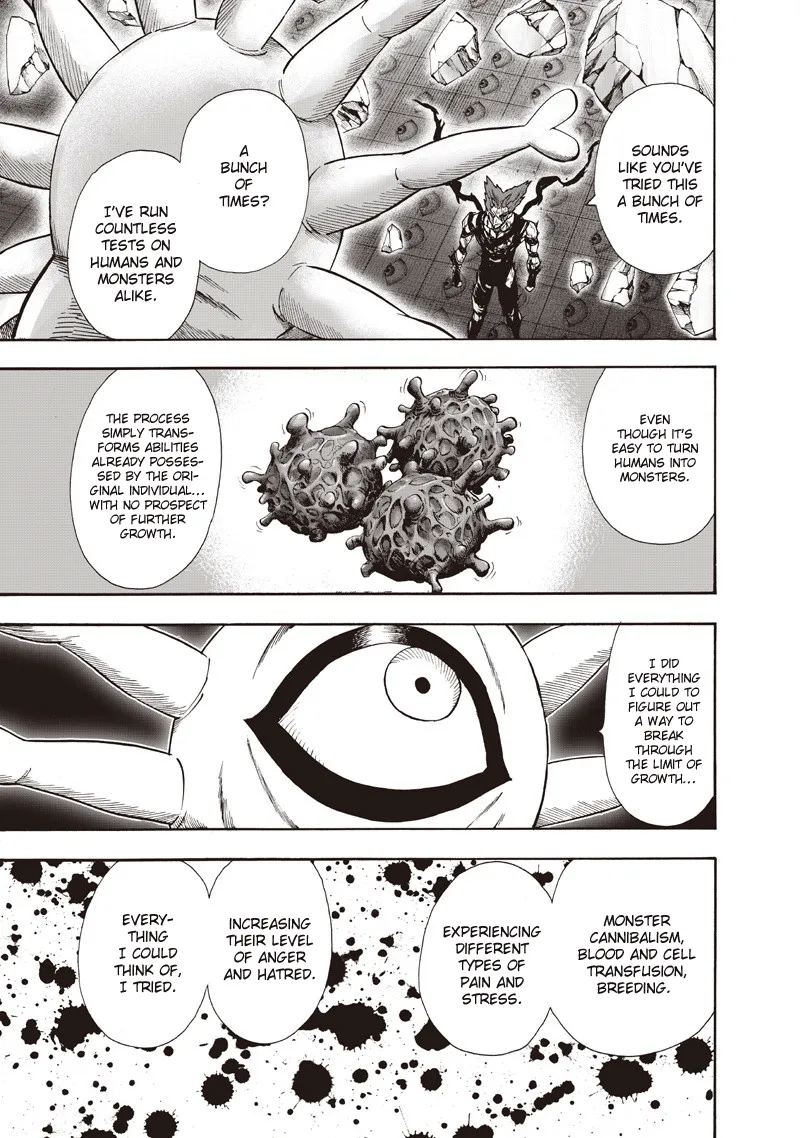 SOUNDS
LIKE YOU'VE
TRIED THIS
A BUNCH OF
TIMES.
A
BUNCH
OF
TIMES?
I'VE RUN
COUNTLESS
TESTS ON
HUMANS AND
MONSTERS
ALIKE.
EVEN
THOUGH IT'S
EASY TO TURN
HUMANS INTO
MONSTERS.
THE PROCESS
SIMPLY TRANS-
FORMS ABILITIES
ALREADY POSSES-
SED BY THE ORI-
GINAL INDIVIDUAL...
WITH NO PROSPECT
OF FURTHER
GROWTH.
I DID
EVERYTHING
I COULD TO
FIGURE OUT
A WAY TO
BREAK
THROUGH
THE LIMIT OF
GROWTH...
MONSTER
CANNIBALISM,
BLOOD AND CELL
TRANSFUSION,
BREEDING.
EXPERIENCING
DIFFERENT
TYPES OF
PAIN AND
STRESS.
INCREASING
THEIR LEVEL
OF ANGER
AND HATRED.
EVERY-
THING
I COULD
THINK OF,
I TRIED.